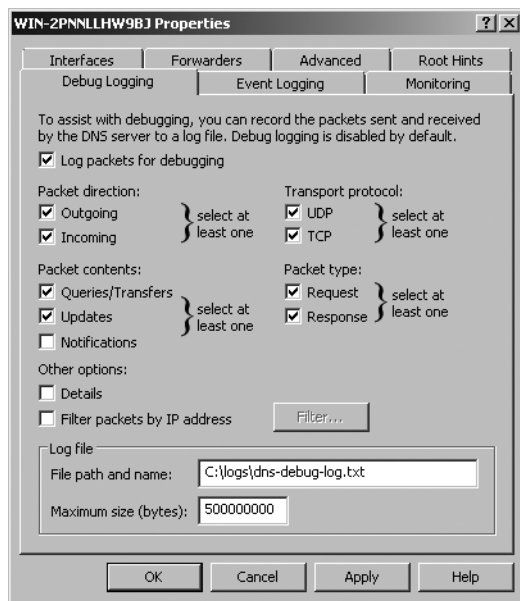 WIN-2PNNLLHW9BJ Properties
Interfaces Forwarders Advanced Root Hints
Debug Logging Event Logging Monitoring
To assist with debugging, you can record the packets sent and received
by the DNS server to a log file. Debug logging is disabled by default.
Log packets for debugging
Packet direction:
Outgoing
Incoming
select at
least one
Transport protocol:
UDP
TCP
select at
least one
Packet contents:
Queries/Transfers
Updates
Notifications
select at
least one
Packet type:
Request
Response
select at
least one
Other options:
Details
Filter packets by IP address Filter...
Log file
File path and name: C:\logs\dns-debug-log.txt
Maximum size (bytes): 500000000
OK Cancel Apply Help